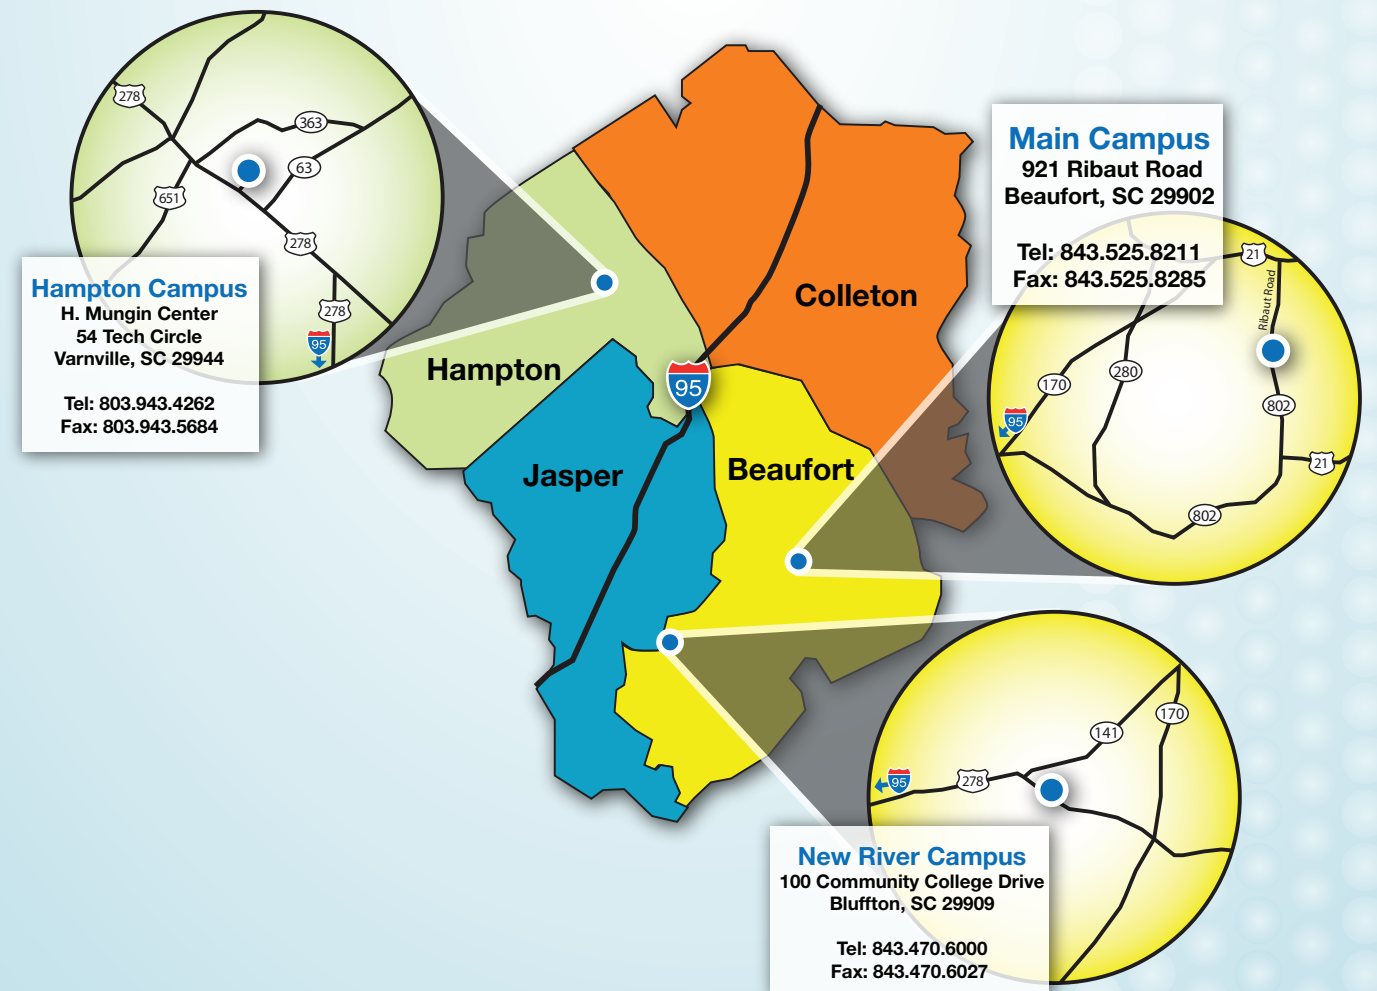 278
363
63
651
278
278
95
Hampton Campus
H. Mungin Center
54 Tech Circle
Varnville, SC 29944
Tel: 803.943.4262
Fax: 803.943.5684
Colleton
Hampton
95
Jasper
Beaufort
Main Campus
921 Ribaut Road
Beaufort, SC 29902
Tel: 843.525.8211
Fax: 843.525.8285
21
Ribaut Road
170
280
802
95
21
802
170
141
95
278
New River Campus
100 Community College Drive
Bluffton, SC 29909
Tel: 843.470.6000
Fax: 843.470.6027